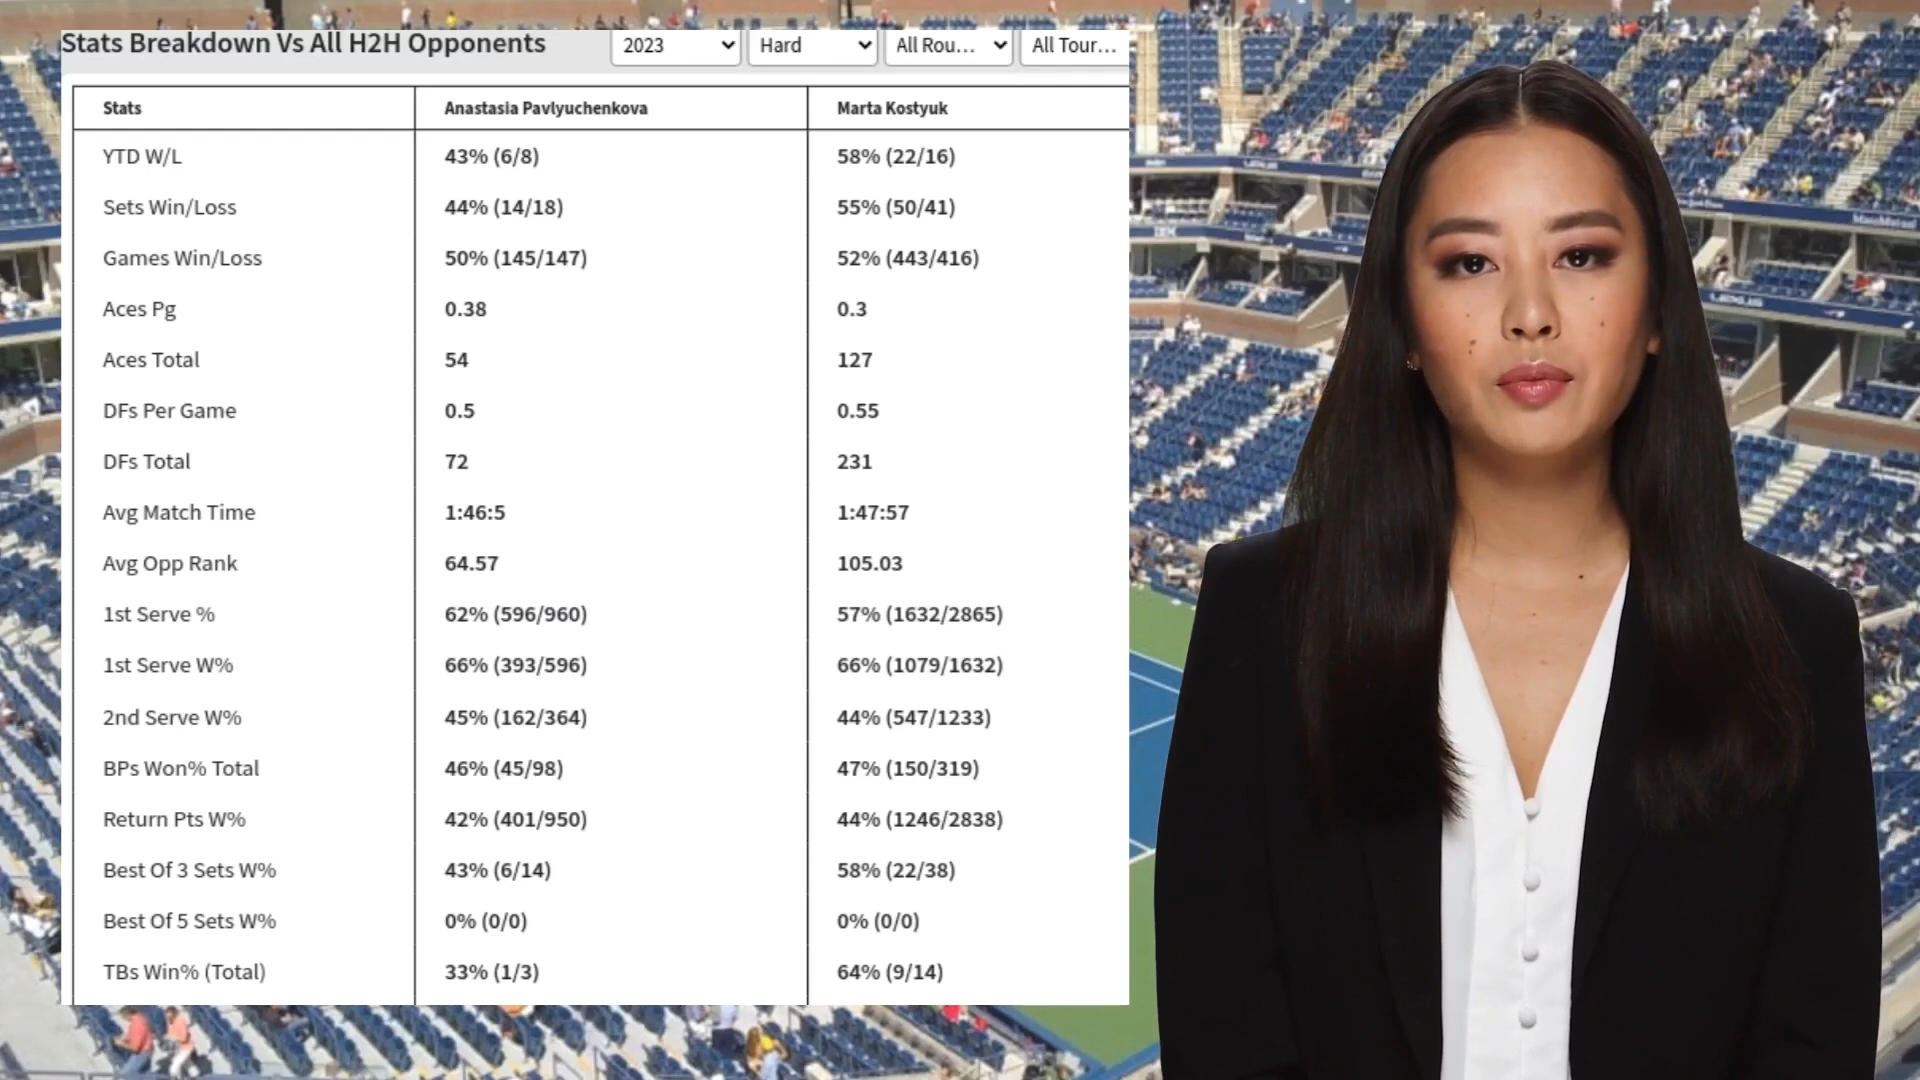 Stats Breakdown Vs All H2H Opponents 2023 Hard All Rou... All Tour...
Stats Anastasia Pavlyuchenkova Marta Kostyuk
YTD W/L 43% (6/8) 58% (22/16)
Sets Win/Loss 44% (14/18) 55% (50/41)
Games Win/Loss 50% (145/147) 52% (443/416)
Aces Pg 0.38 0.3
Aces Total 54 127
DFs Per Game 0.5 0.55
DFs Total 72 231
Avg Match Time 1:46:5 1:47:57
Avg Opp Rank 64.57 105.03
1st Serve % 62% (596/960) 57% (1632/2865)
1st Serve W% 66% (393/596) 66% (1079/1632)
2nd Serve W% 45% (162/364) 44% (547/1233)
BPs Won% Total 46% (45/98) 47% (150/319)
Return Pts W% 42% (401/950) 44% (1246/2838)
Best Of 3 Sets W% 43% (6/14) 58% (22/38)
Best Of 5 Sets W% 0% (0/0) 0% (0/0)
TBs Win% (Total) 33% (1/3) 64% (9/14)
IBM
LEXUS